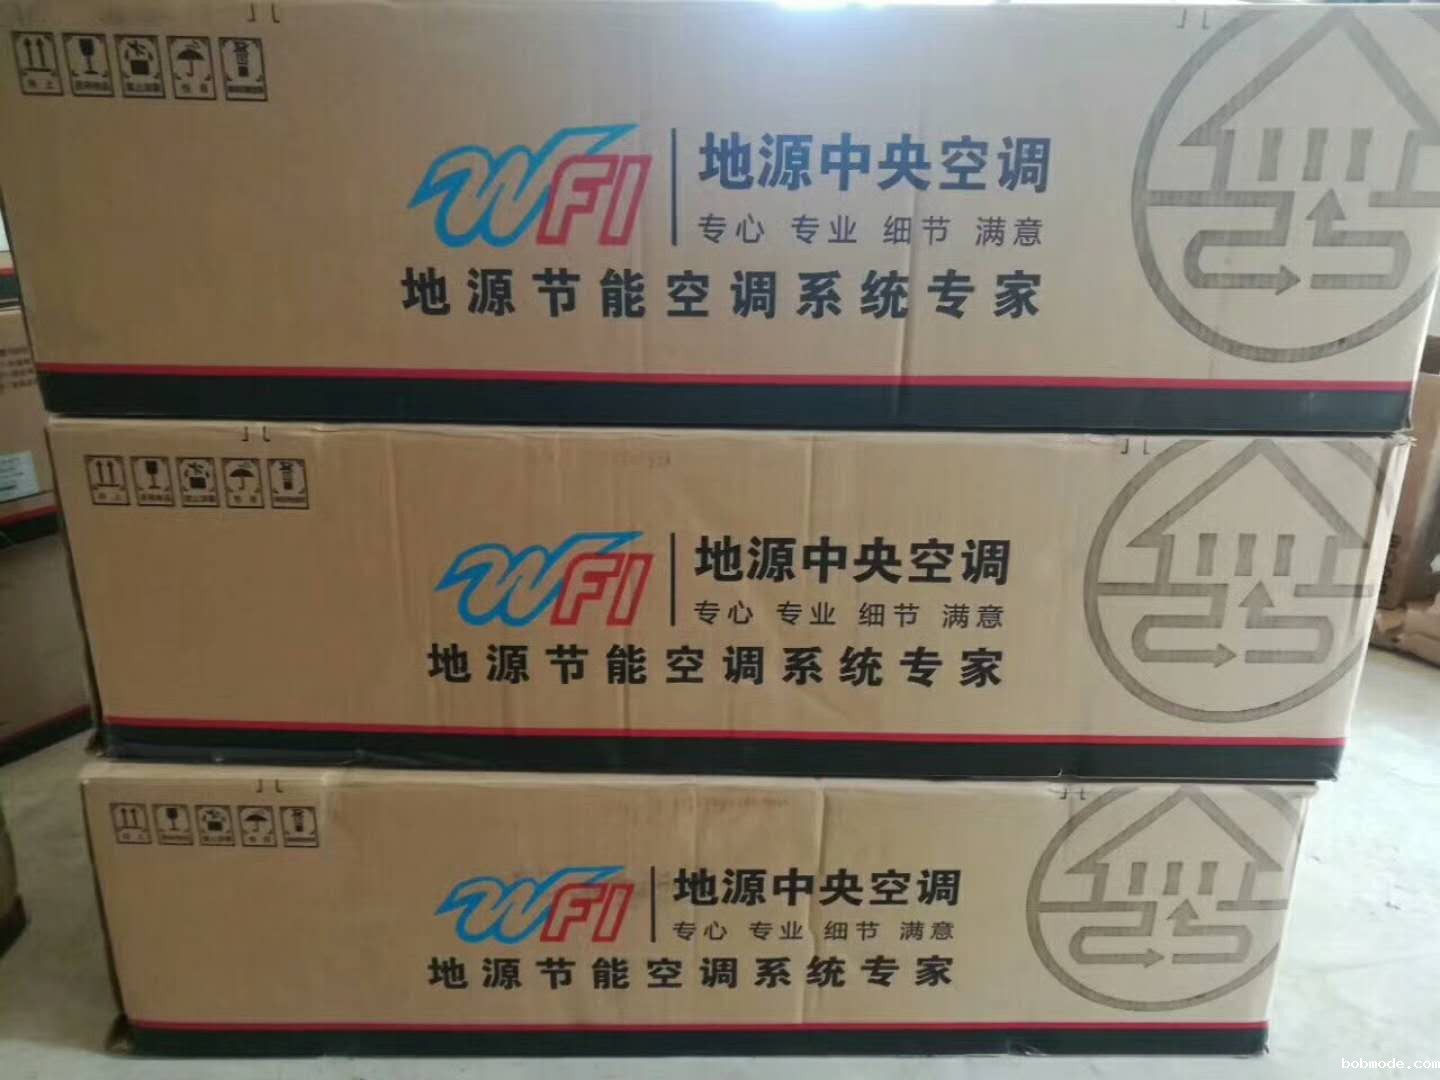 WFI
地源中央空调
专心 专业 细节 满意
地源节能空调系统专家
WFI
地源中央空调
专心 专业 细节 满意
地源节能空调系统专家
WFI
地源中央空调
专心 专业 细节 满意
地源节能空调系统专家
bobmode.com